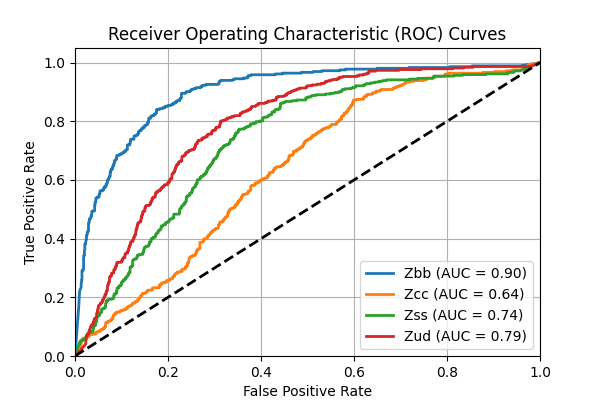 Receiver Operating Characteristic (ROC) Curves
True Positive Rate
1.0
0.8
0.6
0.4
0.2
0.0
Zbb (AUC = 0.90)
Zcc (AUC = 0.64)
Zss (AUC = 0.74)
Zud (AUC = 0.79)
0.0 0.2 0.4 0.6 0.8 1.0
False Positive Rate